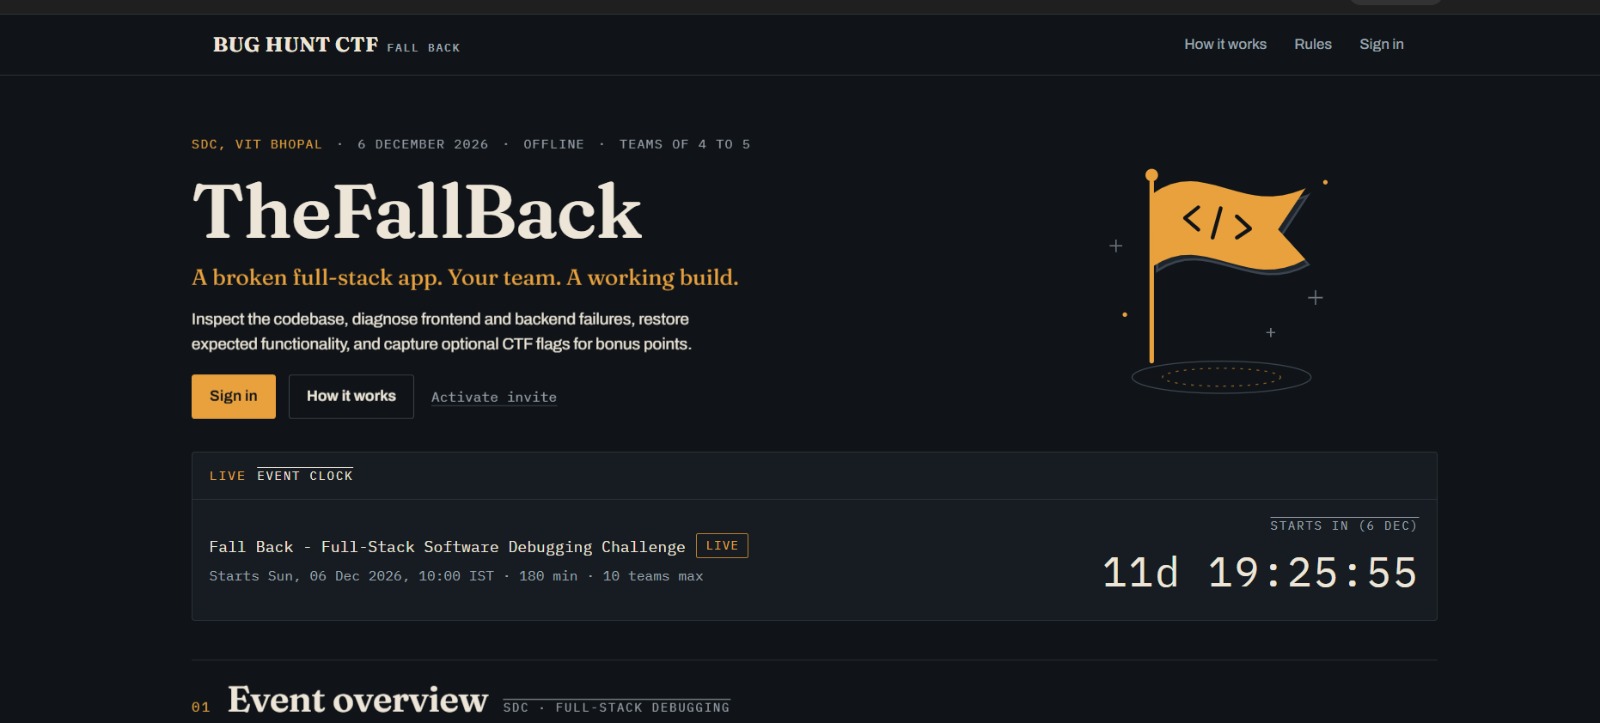 BUG HUNT CTF FALL BACK
How it works Rules Sign in
SDC, VIT BHOPAL · 6 DECEMBER 2026 · OFFLINE · TEAMS OF 4 TO 5
TheFallBack
</>
A broken full-stack app. Your team. A working build.
Inspect the codebase, diagnose frontend and backend failures, restore
expected functionality, and capture optional CTF flags for bonus points.
Sign in How it works Activate invite
LIVE EVENT CLOCK
STARTS IN (6 DEC)
Fall Back - Full-Stack Software Debugging Challenge LIVE
11d 19:25:55
Starts Sun, 06 Dec 2026, 10:00 IST · 180 min · 10 teams max
01 Event overview SDC · FULL-STACK DEBUGGING